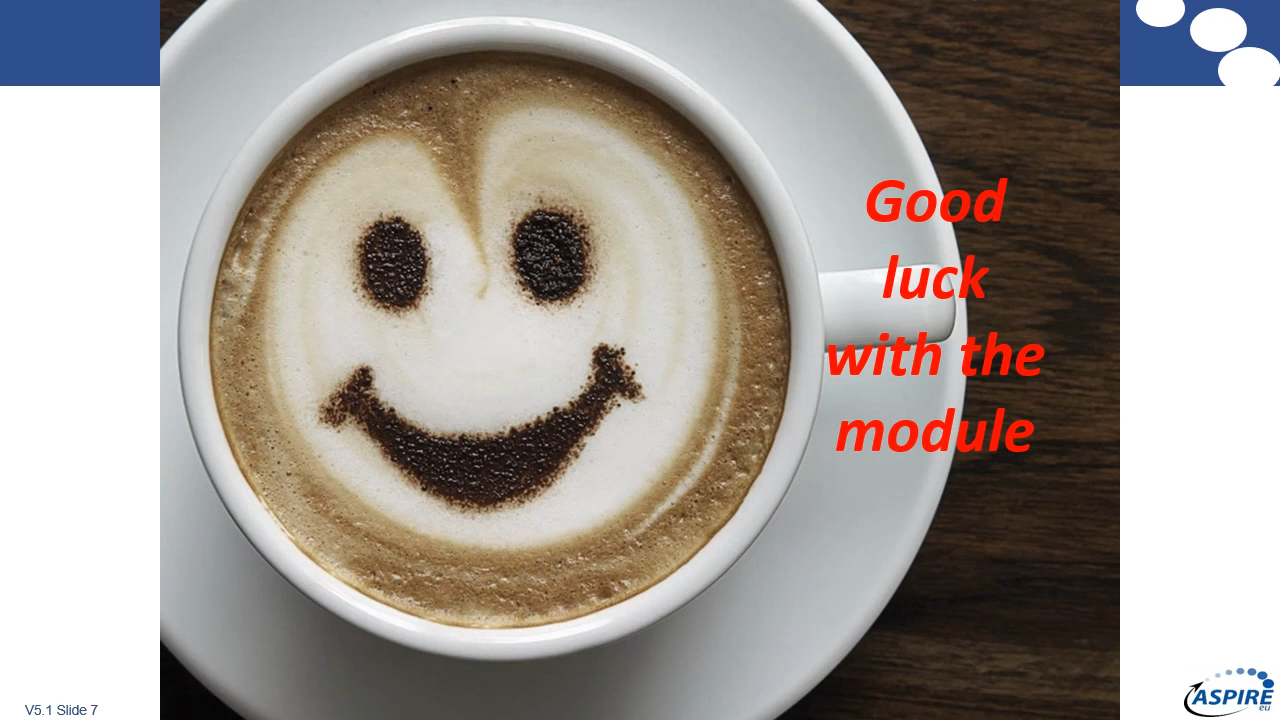 Good
luck
with the
module
V5.1 Slide 7
ASPIRE
eu